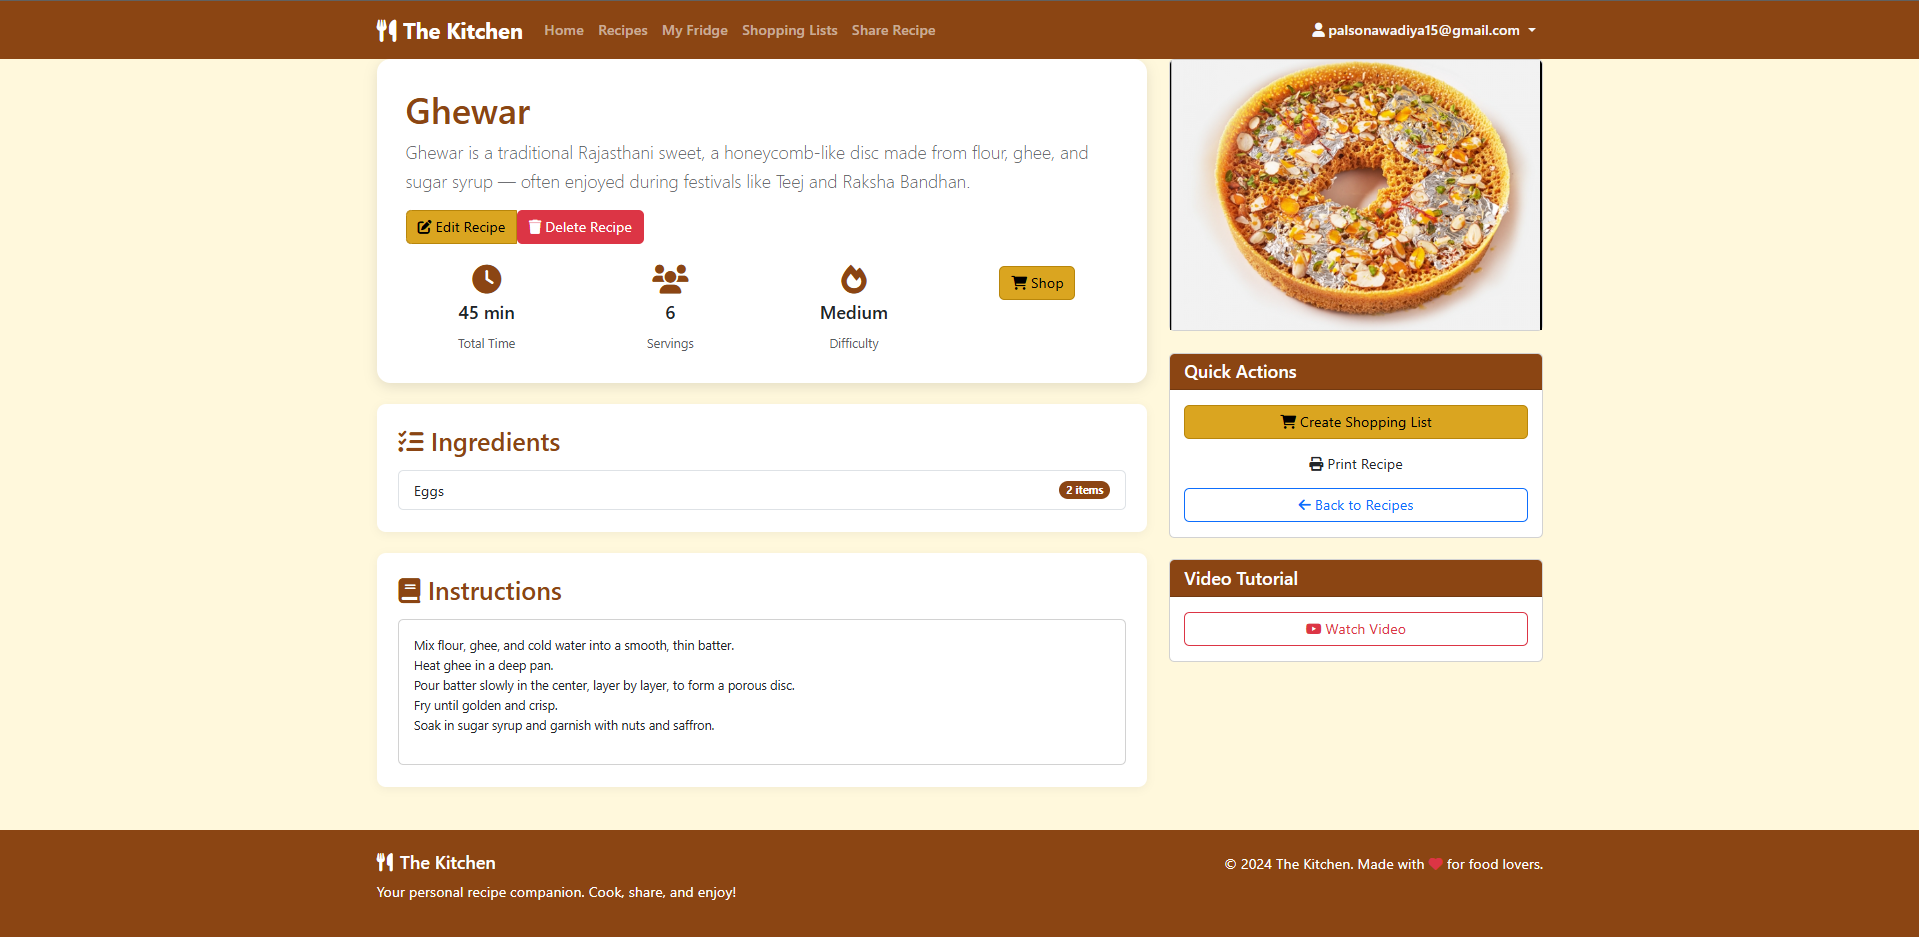 The Kitchen Home Recipes My Fridge Shopping Lists Share Recipe palsonawadiya15@gmail.com
Ghewar
Ghewar is a traditional Rajasthani sweet, a honeycomb-like disc made from flour, ghee, and
sugar syrup — often enjoyed during festivals like Teej and Raksha Bandhan.
Edit Recipe Delete Recipe
45 min
Total Time
6
Servings
Medium
Difficulty
Shop
Ingredients
Eggs 2 items
Instructions
Mix flour, ghee, and cold water into a smooth, thin batter.
Heat ghee in a deep pan.
Pour batter slowly in the center, layer by layer, to form a porous disc.
Fry until golden and crisp.
Soak in sugar syrup and garnish with nuts and saffron.
Quick Actions
Create Shopping List
Print Recipe
Back to Recipes
Video Tutorial
Watch Video
The Kitchen
Your personal recipe companion. Cook, share, and enjoy!
© 2024 The Kitchen. Made with ♥ for food lovers.